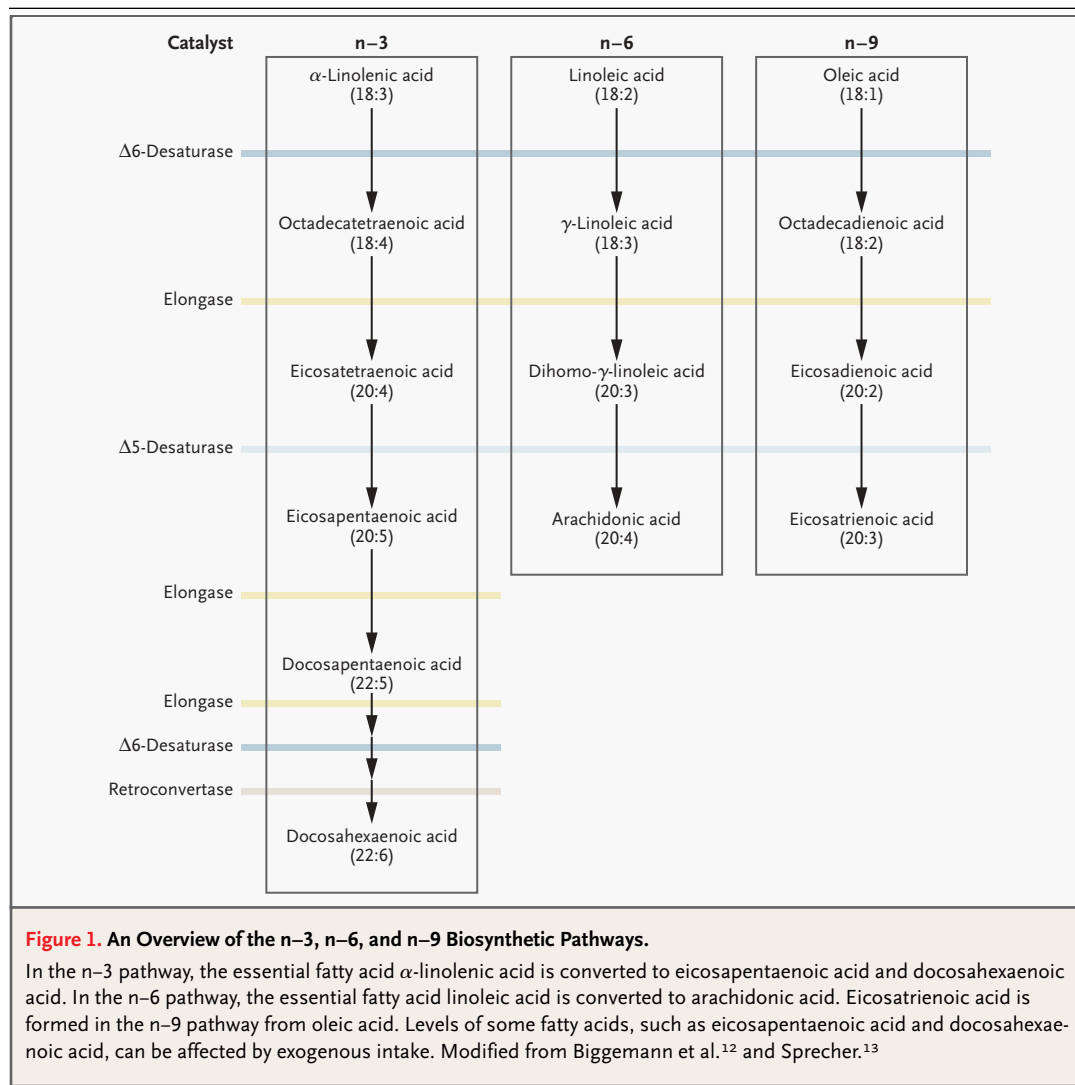 Catalyst n–3 n–6 n–9
α-Linolenic acid Linoleic acid Oleic acid
(18:3) (18:2) (18:1)
Δ6-Desaturase
Octadecatetraenoic acid γ-Linoleic acid Octadecadienoic acid
(18:4) (18:3) (18:2)
Elongase
Eicosatetraenoic acid Dihomo-γ-linoleic acid Eicosadienoic acid
(20:4) (20:3) (20:2)
Δ5-Desaturase
Eicosapentaenoic acid Arachidonic acid Eicosatrienoic acid
(20:5) (20:4) (20:3)
Elongase
Docosapentaenoic acid
(22:5)
Elongase
Δ6-Desaturase
Retroconvertase
Docosahexaenoic acid
(22:6)
Figure 1. An Overview of the n–3, n–6, and n–9 Biosynthetic Pathways.
In the n–3 pathway, the essential fatty acid α-linolenic acid is converted to eicosapentaenoic acid and docosahexaenoic
acid. In the n–6 pathway, the essential fatty acid linoleic acid is converted to arachidonic acid. Eicosatrienoic acid is
formed in the n–9 pathway from oleic acid. Levels of some fatty acids, such as eicosapentaenoic acid and docosahexae-
noic acid, can be affected by exogenous intake. Modified from Biggemann et al.¹² and Sprecher.¹³